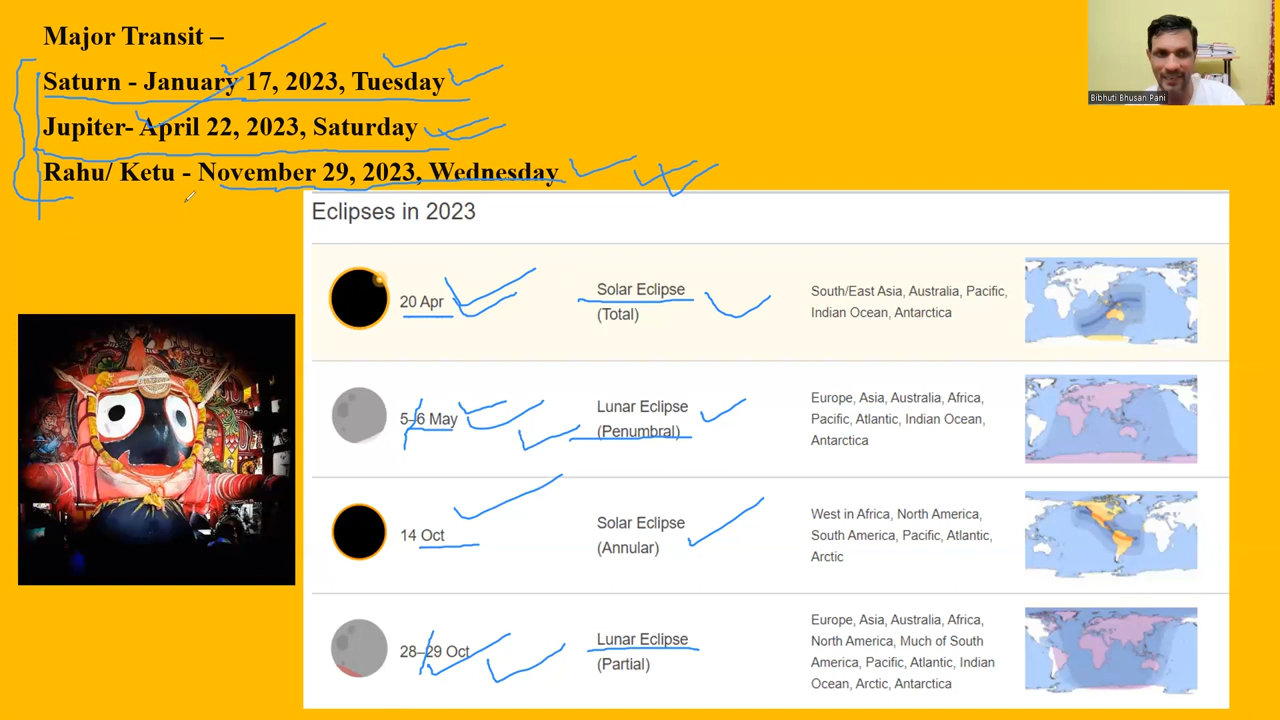 Major Transit –
Saturn - January 17, 2023, Tuesday
Jupiter- April 22, 2023, Saturday
Rahu/ Ketu - November 29, 2023, Wednesday
Bibhuti Bhusan Pani
Eclipses in 2023
20 Apr
Solar Eclipse
(Total)
South/East Asia, Australia, Pacific,
Indian Ocean, Antarctica
5–6 May
Lunar Eclipse
(Penumbral)
Europe, Asia, Australia, Africa,
Pacific, Atlantic, Indian Ocean,
Antarctica
14 Oct
Solar Eclipse
(Annular)
West in Africa, North America,
South America, Pacific, Atlantic,
Arctic
28–29 Oct
Lunar Eclipse
(Partial)
Europe, Asia, Australia, Africa,
North America, Much of South
America, Pacific, Atlantic, Indian
Ocean, Arctic, Antarctica